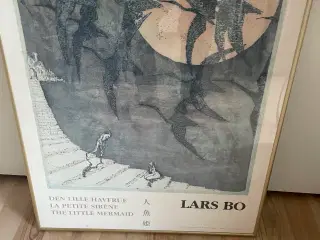 DEN LILLE HAVFRUE
LA PETITE SIRÈNE
THE LITTLE MERMAID
人
魚
姫
LARS BO